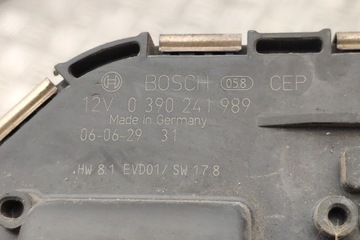 BOSCH 058 CEP
12V 0 390 241 989
Made in Germany
06-06-29 31
HW 8.1 EVD01/ SW 17.8